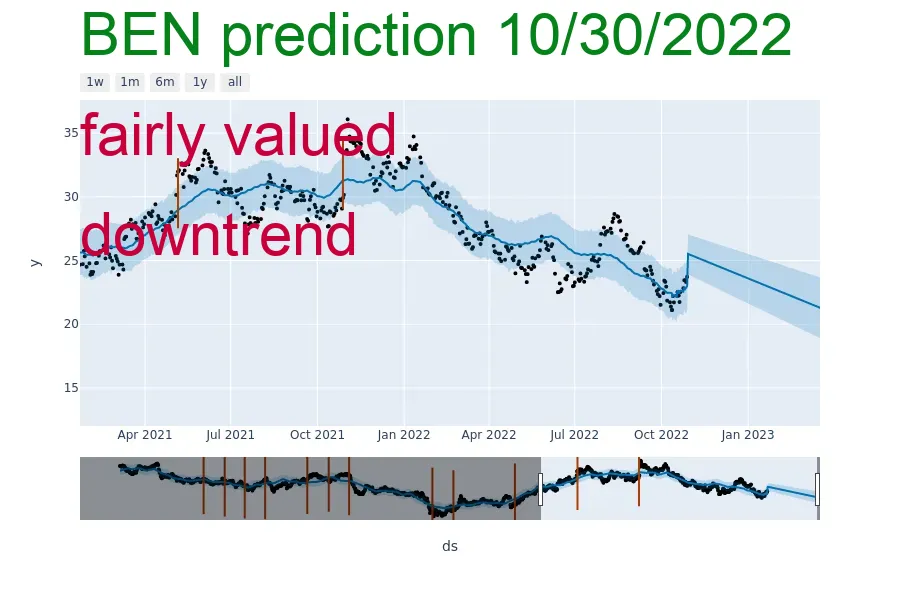 BEN prediction 10/30/2022
1w 1m 6m 1y all
fairly valued
downtrend
y
35
30
25
20
15
Apr 2021 Jul 2021 Oct 2021 Jan 2022 Apr 2022 Jul 2022 Oct 2022 Jan 2023
ds